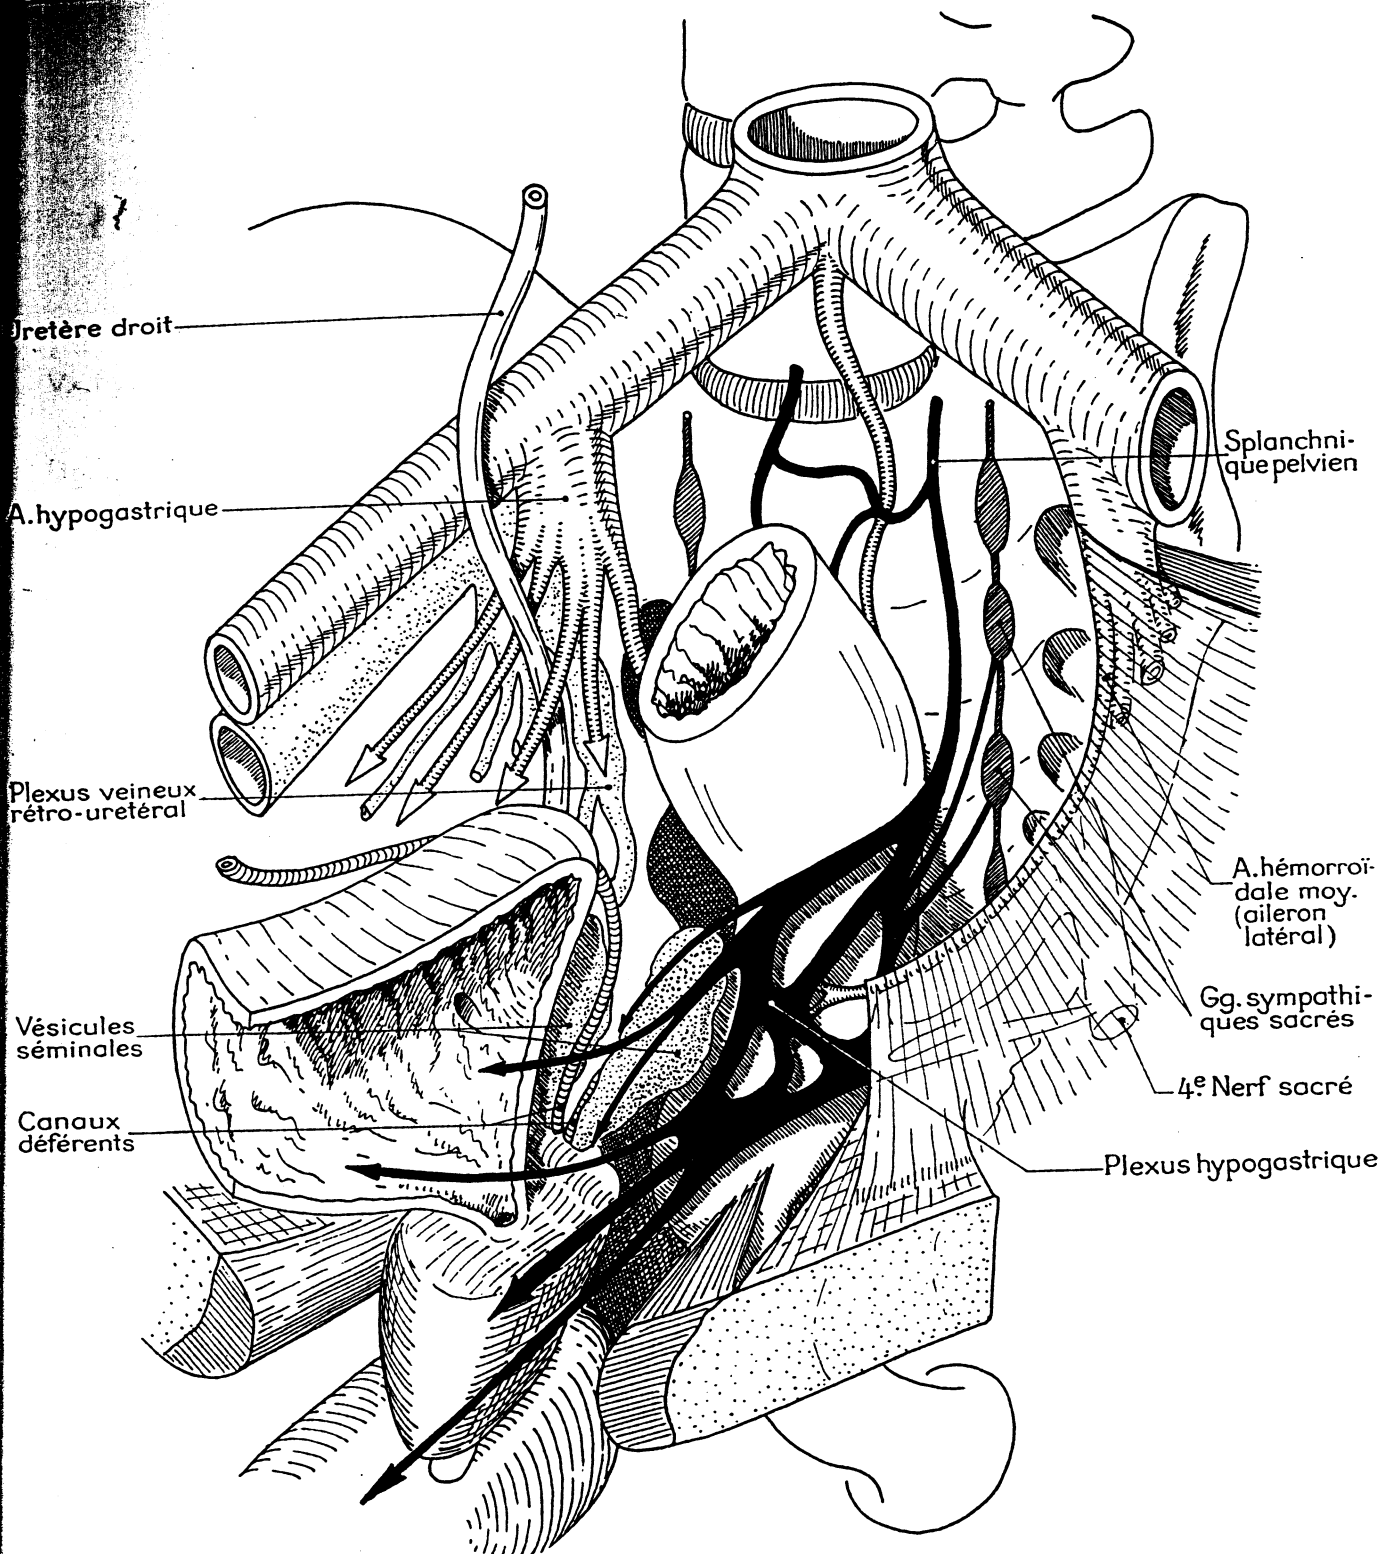 Uretère droit
A. hypogastrique
Plexus veineux
rétro-uretéral
Vésicules
séminales
Canaux
déférents
Splanchni-
que pelvien
A. hémorroï-
dale moy.
(aileron
latéral)
Gg. sympathi-
ques sacrés
4e Nerf sacré
Plexus hypogastrique